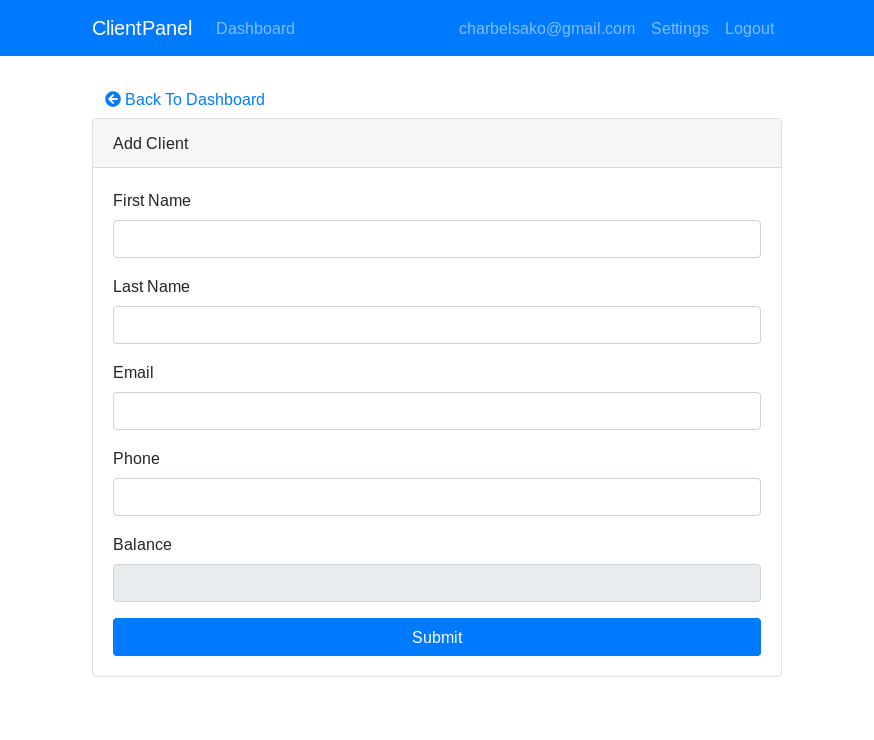 ClientPanel Dashboard charbelsako@gmail.com Settings Logout
Back To Dashboard
Add Client
First Name
Last Name
Email
Phone
Balance
Submit